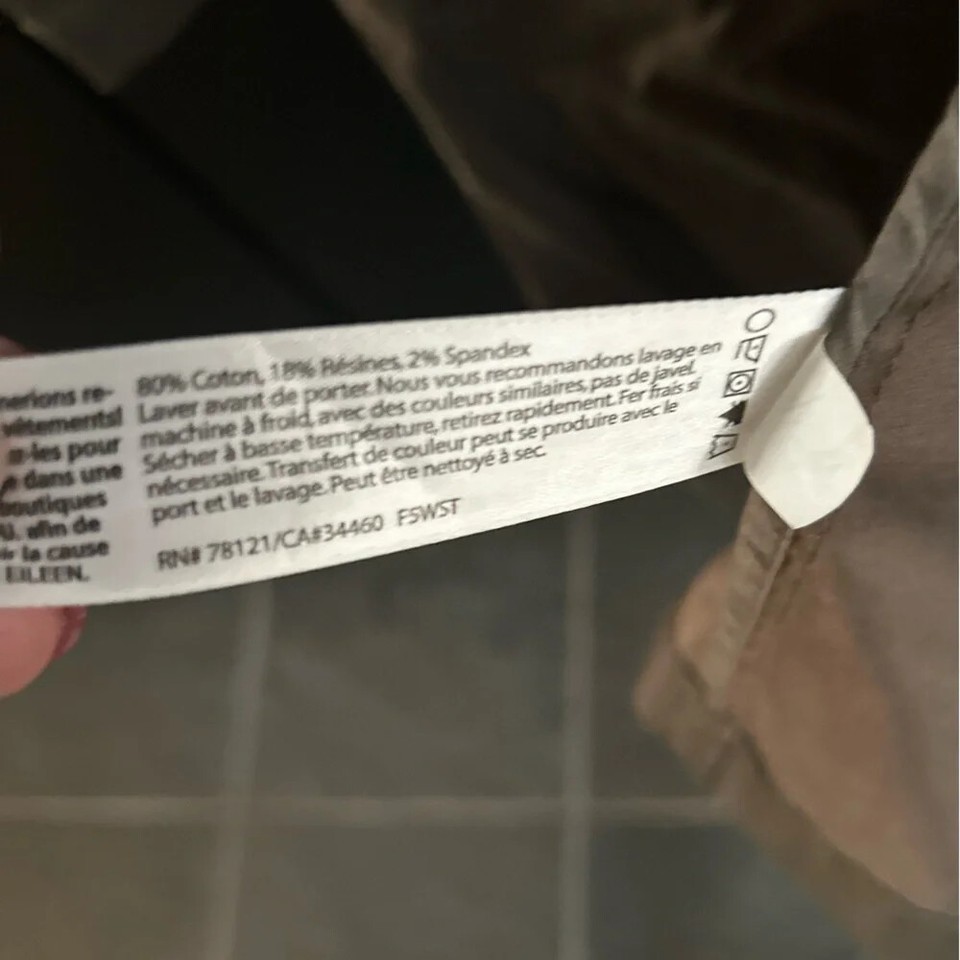 nerions re-
vêtements!
-les pour
dans une
boutiques
U. afin de
la cause
EILEEN.
80% Coton, 18% Résines, 2% Spandex
Laver avant de porter. Nous vous recommandons lavage en
machine à froid, avec des couleurs similaires, pas de javel.
Sécher à basse température, retirez rapidement. Fer frais si
nécessaire. Transfert de couleur peut se produire avec le
port et le lavage. Peut être nettoyé à sec.
RN# 78121/CA#34460 F5WST